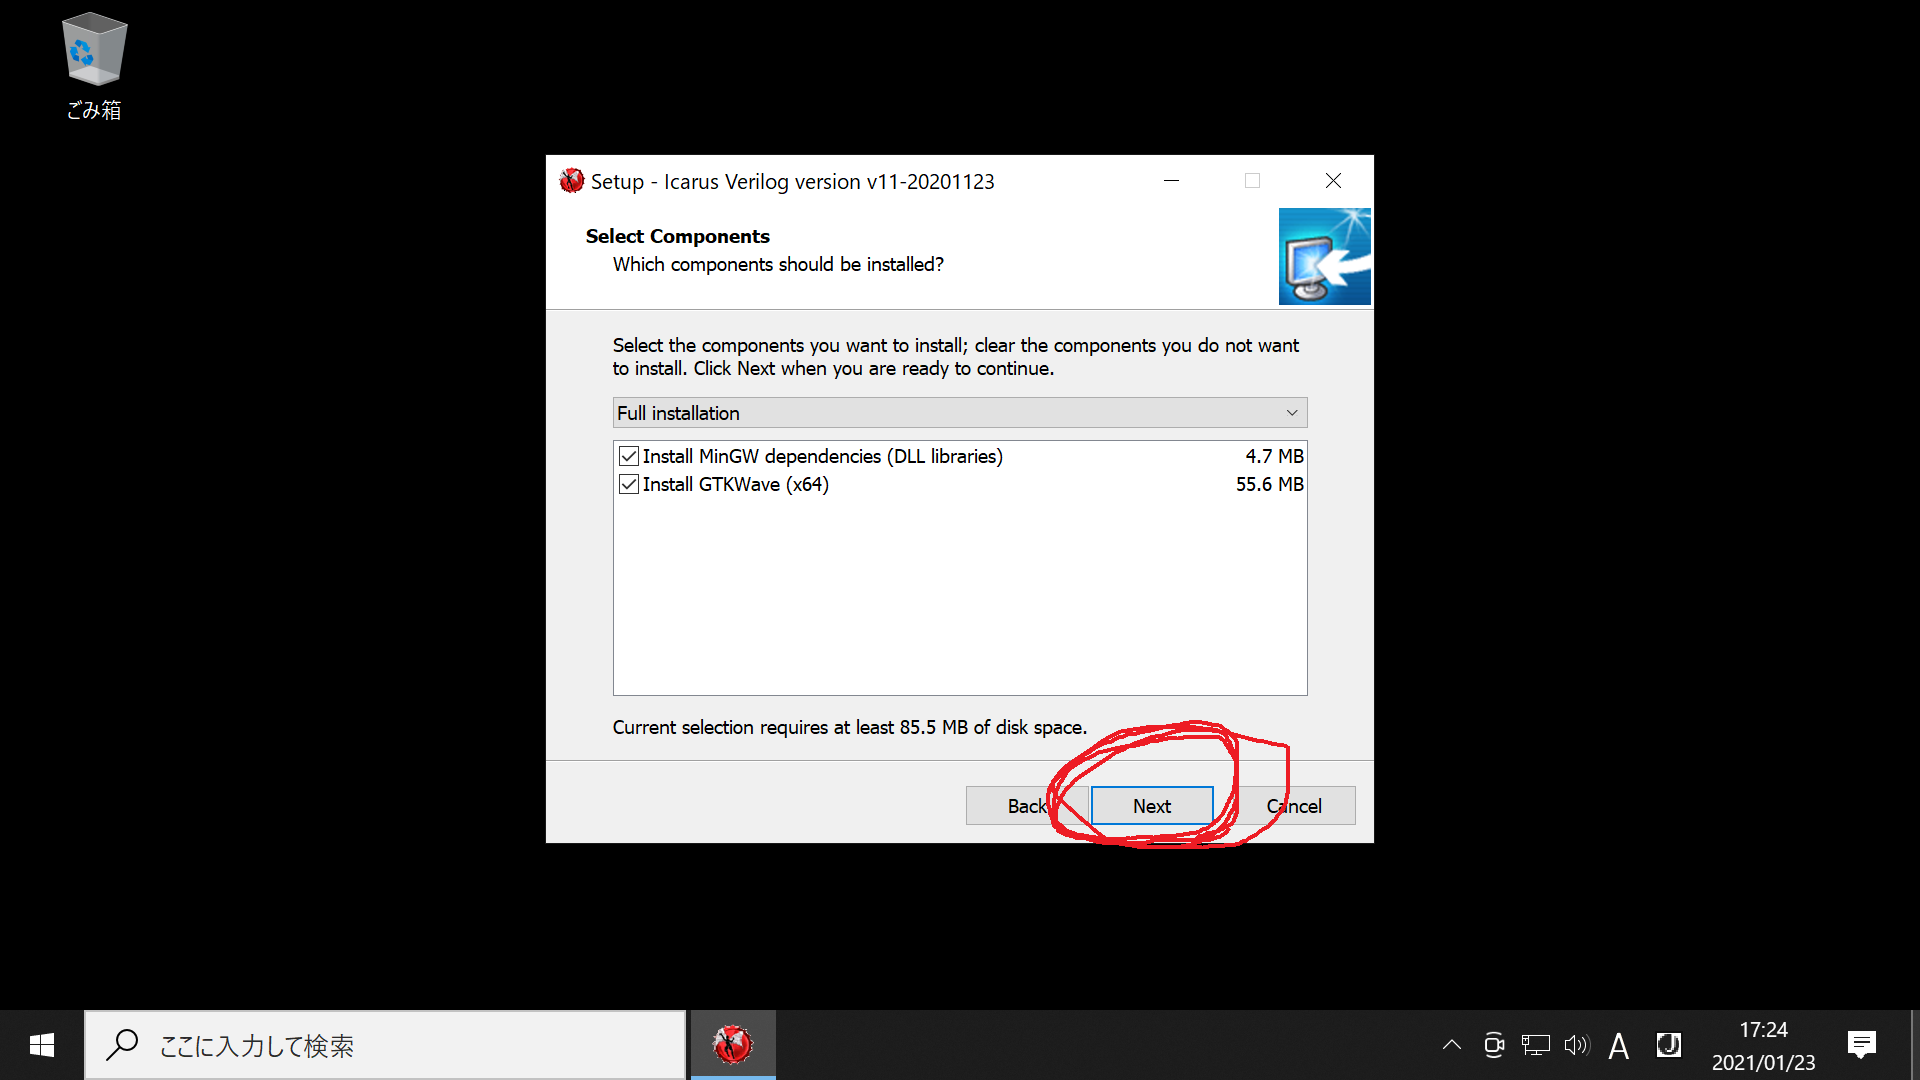 ごみ箱
Setup - Icarus Verilog version v11-20201123
Select Components
Which components should be installed?
Select the components you want to install; clear the components you do not want
to install. Click Next when you are ready to continue.
Full installation
Install MinGW dependencies (DLL libraries) 4.7 MB
Install GTKWave (x64) 55.6 MB
Current selection requires at least 85.5 MB of disk space.
Back Next Cancel
ここに入力して検索
A J 17:24
2021/01/23